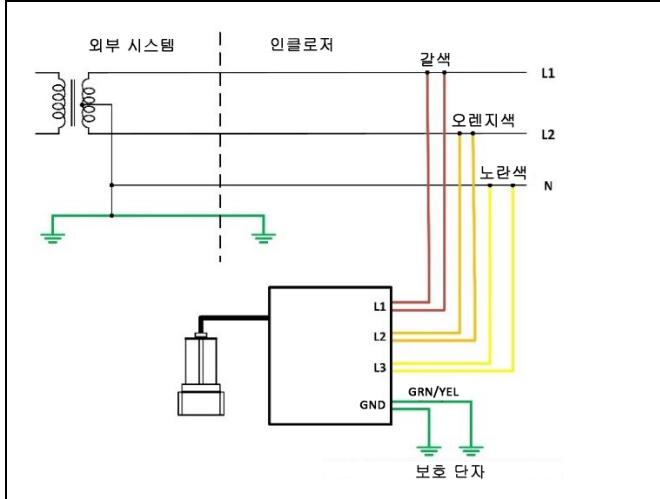 외부 시스템
인클로저
갈색
L1
오렌지색
L2
노란색
N
L1
L2
L3
GRN/YEL
GND
보호 단자